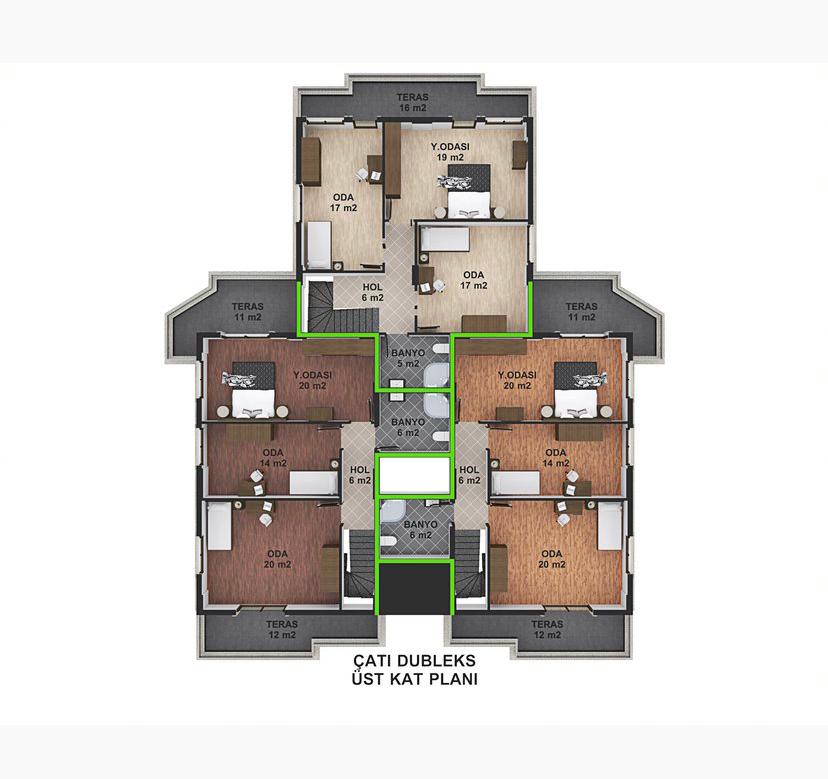 TERAS
16 m2
Y.ODASI
19 m2
ODA
17 m2
ODA
17 m2
HOL
6 m2
TERAS
11 m2
TERAS
11 m2
BANYO
5 m2
Y.ODASI
20 m2
Y.ODASI
20 m2
BANYO
6 m2
ODA
14 m2
HOL
6 m2
HOL
6 m2
ODA
14 m2
BANYO
6 m2
ODA
20 m2
ODA
20 m2
TERAS
12 m2
TERAS
12 m2
ÇATI DUBLEKS
ÜST KAT PLANI